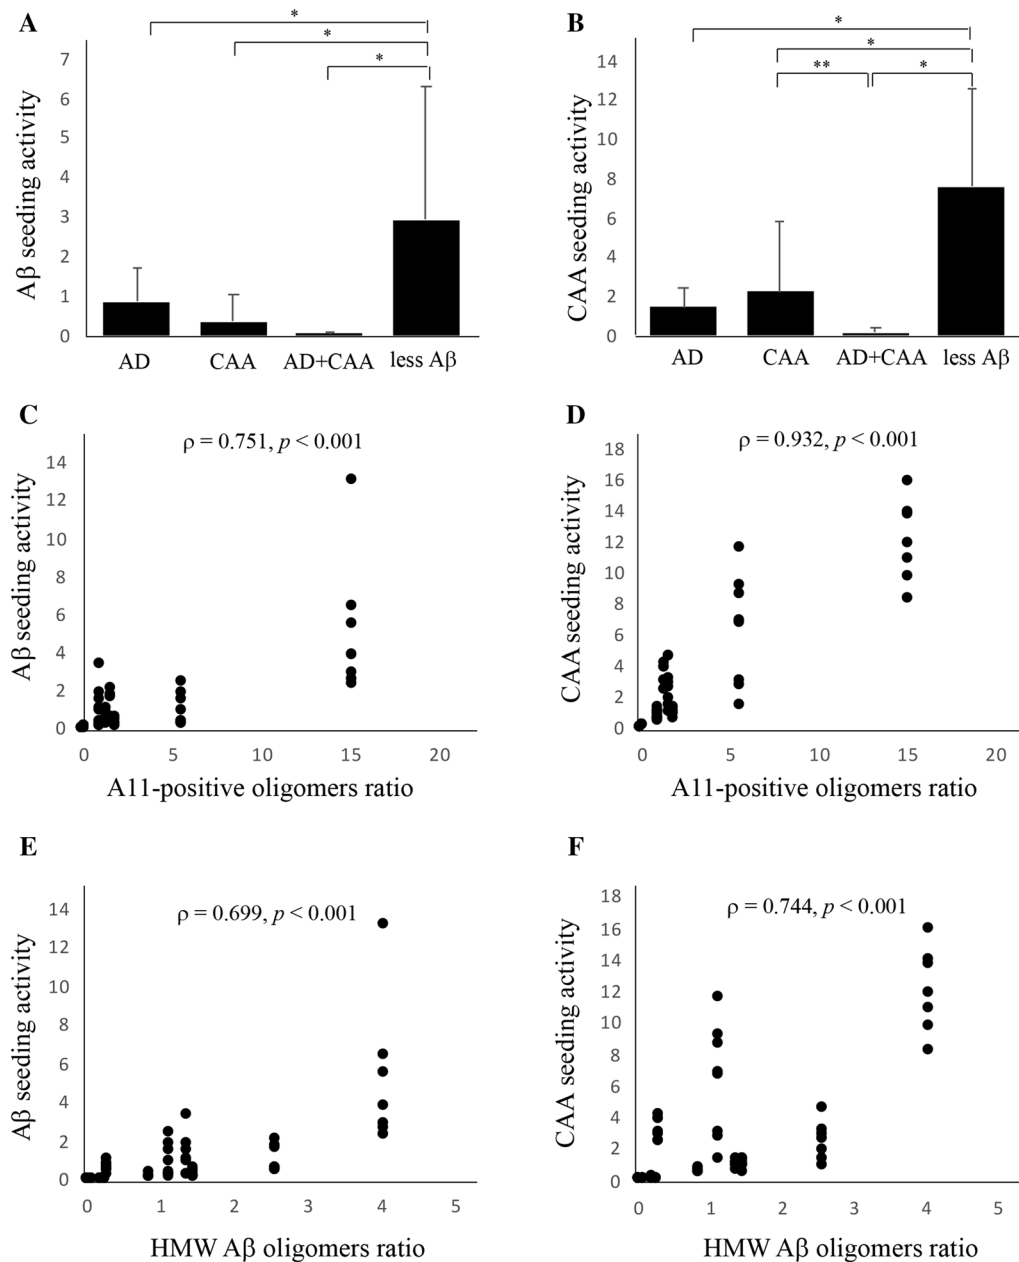 A
*
*
*
7
6
5
4
3
2
1
0
Aβ seeding activity
AD CAA AD+CAA less Aβ
B
*
*
** *
14
12
10
8
6
4
2
0
CAA seeding activity
AD CAA AD+CAA less Aβ
C
ρ = 0.751, p < 0.001
14
12
10
8
6
4
2
0
Aβ seeding activity
0 5 10 15 20
A11-positive oligomers ratio
D
ρ = 0.932, p < 0.001
18
16
14
12
10
8
6
4
2
0
CAA seeding activity
0 5 10 15 20
A11-positive oligomers ratio
E
ρ = 0.699, p < 0.001
14
12
10
8
6
4
2
0
Aβ seeding activity
0 1 2 3 4 5
HMW Aβ oligomers ratio
F
ρ = 0.744, p < 0.001
18
16
14
12
10
8
6
4
2
0
CAA seeding activity
0 1 2 3 4 5
HMW Aβ oligomers ratio